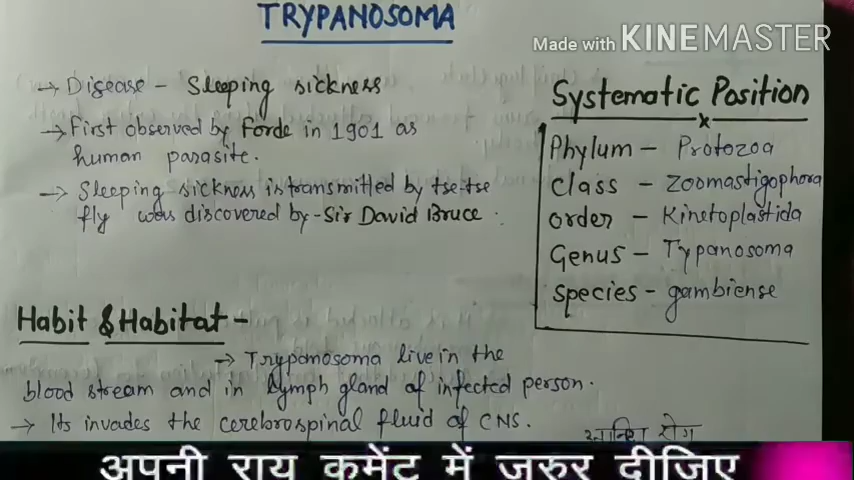 TRYPANOSOMA
Made with KINEMASTER
→ Disease - Sleeping sickness
→ First observed by Forde in 1901 as
human parasite.
→ Sleeping sickness is transmitted by tse-tse
fly was discovered by - Sir David Bruce.
Systematic Position
x
Phylum - Protozoa
Class - Zoomastigophora
order - Kinetoplastida
Genus - Typanosoma
Species - gambiense
Habit & Habitat -
→ Trypanosoma live in the
blood stream and in lymph gland of infected person.
→ Its invades the cerebrospinal fluid of CNS.
रोग
अपनी राय कमेंट में जरुर दीजिए